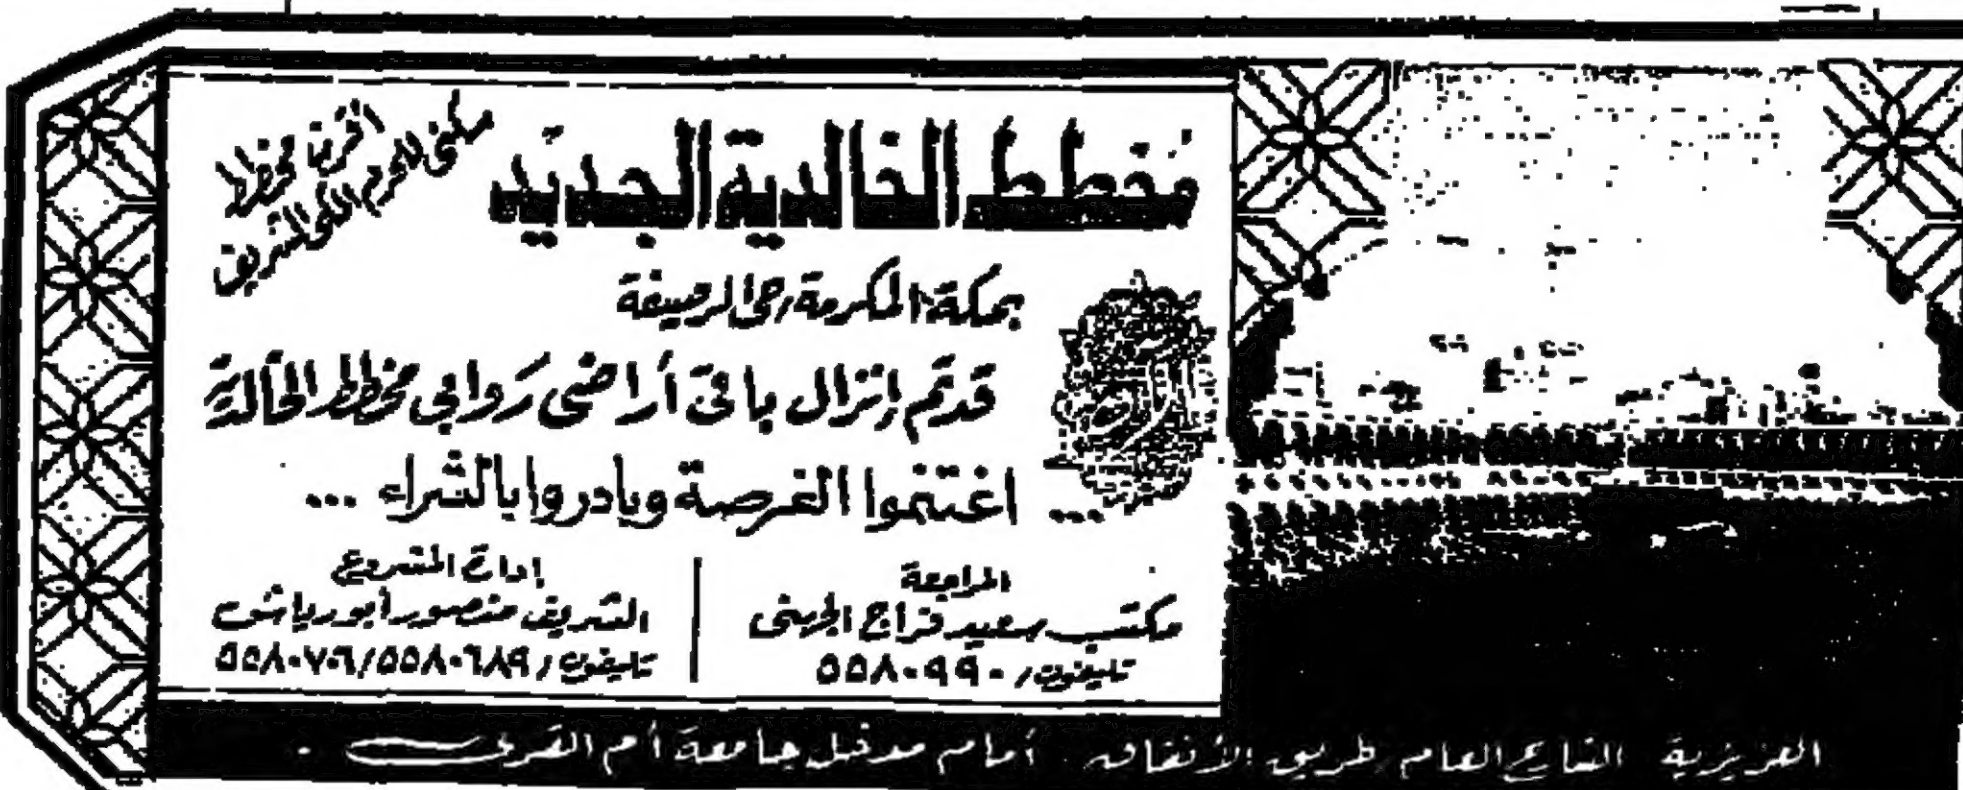 مخطط الخالدية الجديد
أقرب مخطط
سكني للحرم المكي الشريف
بمكة المكرمة/حي الرصيفة
قد تم إنزال باقي أراضي روابي مخطط الخالدية
... اغتنموا الفرصة وبادروا بالشراء ...
المراجعة
مكتب سعيد فراج الجهني
تليفون/ ٥٥٨٠٩٩٠
إدارة المشروع
الشريف منصور أبو رياش
تليفون/ ٥٥٨٠٧٠٦/٥٥٨٠٦٨٩
العزيزية الشارع العام طريق الأنفاق أمام مدخل جامعة أم القرى .